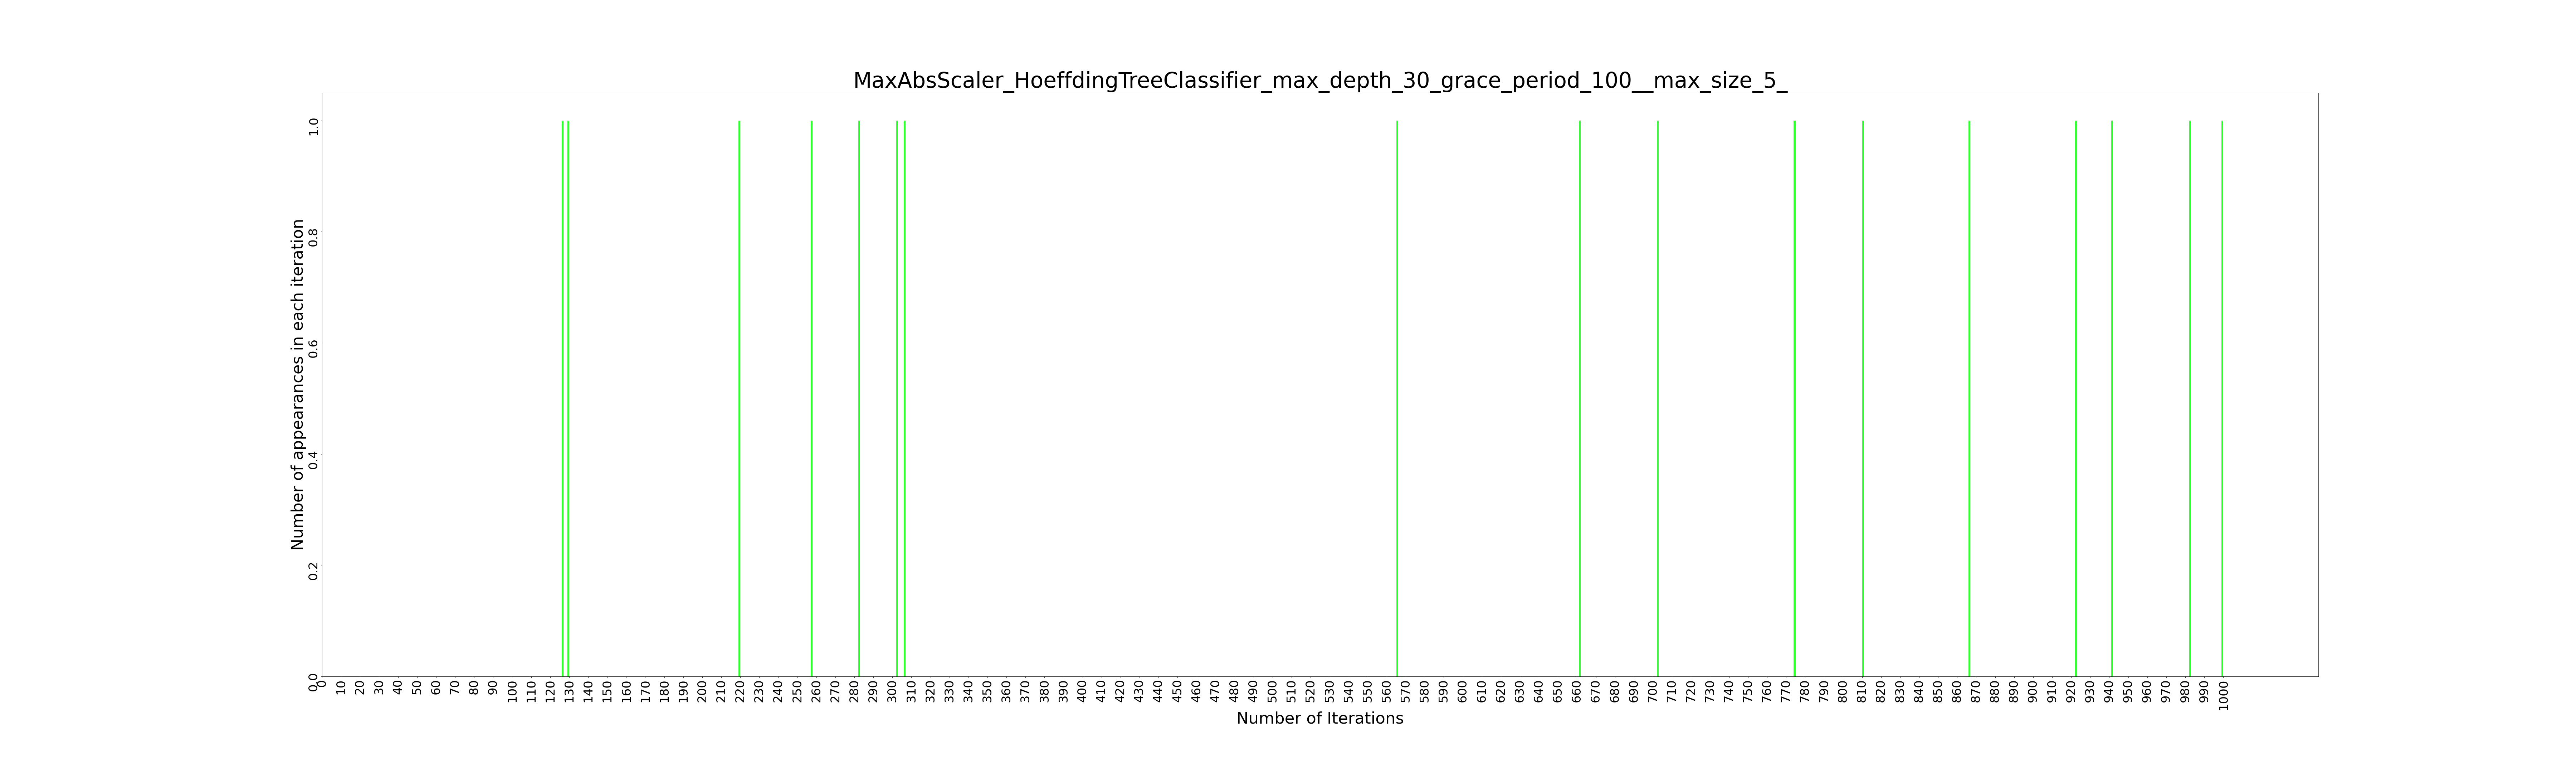 MaxAbsScaler_HoeffdingTreeClassifier_max_depth_30_grace_period_100__max_size_5_
Number of appearances in each iteration
1.0
0.8
0.6
0.4
0.2
0.0
0 10 20 30 40 50 60 70 80 90 100 110 120 130 140 150 160 170 180 190 200 210 220 230 240 250 260 270 280 290 300 310 320 330 340 350 360 370 380 390 400 410 420 430 440 450 460 470 480 490 500 510 520 530 540 550 560 570 580 590 600 610 620 630 640 650 660 670 680 690 700 710 720 730 740 750 760 770 780 790 800 810 820 830 840 850 860 870 880 890 900 910 920 930 940 950 960 970 980 990 1000
Number of Iterations